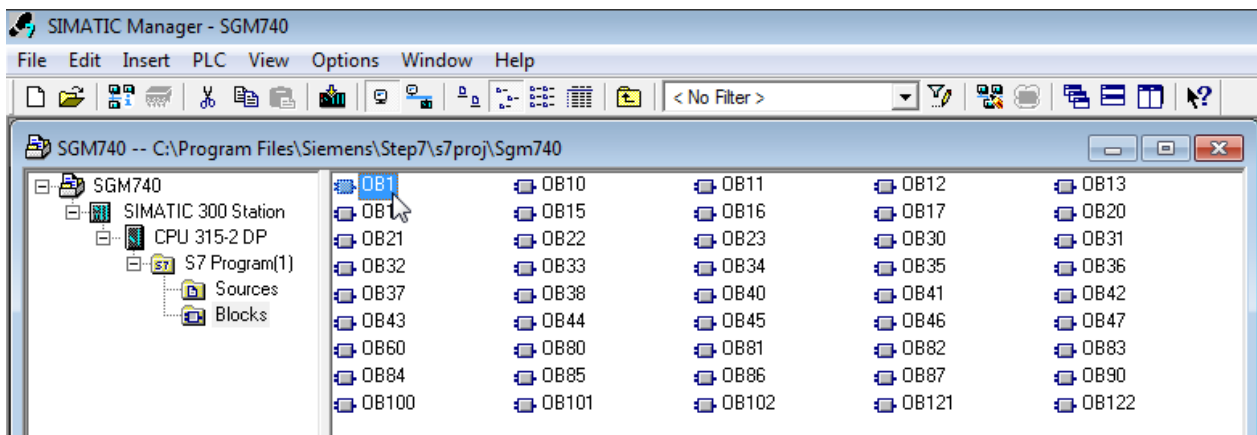 SIMATIC Manager - SGM740
File Edit Insert PLC View Options Window Help
< No Filter >
SGM740 -- C:\Program Files\Siemens\Step7\s7proj\Sgm740
SGM740
SIMATIC 300 Station
CPU 315-2 DP
S7 Program(1)
Sources
Blocks
OB1 OB10 OB11 OB12 OB13
OB15 OB16 OB17 OB20
OB21 OB22 OB23 OB30 OB31
OB32 OB33 OB34 OB35 OB36
OB37 OB38 OB40 OB41 OB42
OB43 OB44 OB45 OB46 OB47
OB60 OB80 OB81 OB82 OB83
OB84 OB85 OB86 OB87 OB90
OB100 OB101 OB102 OB121 OB122